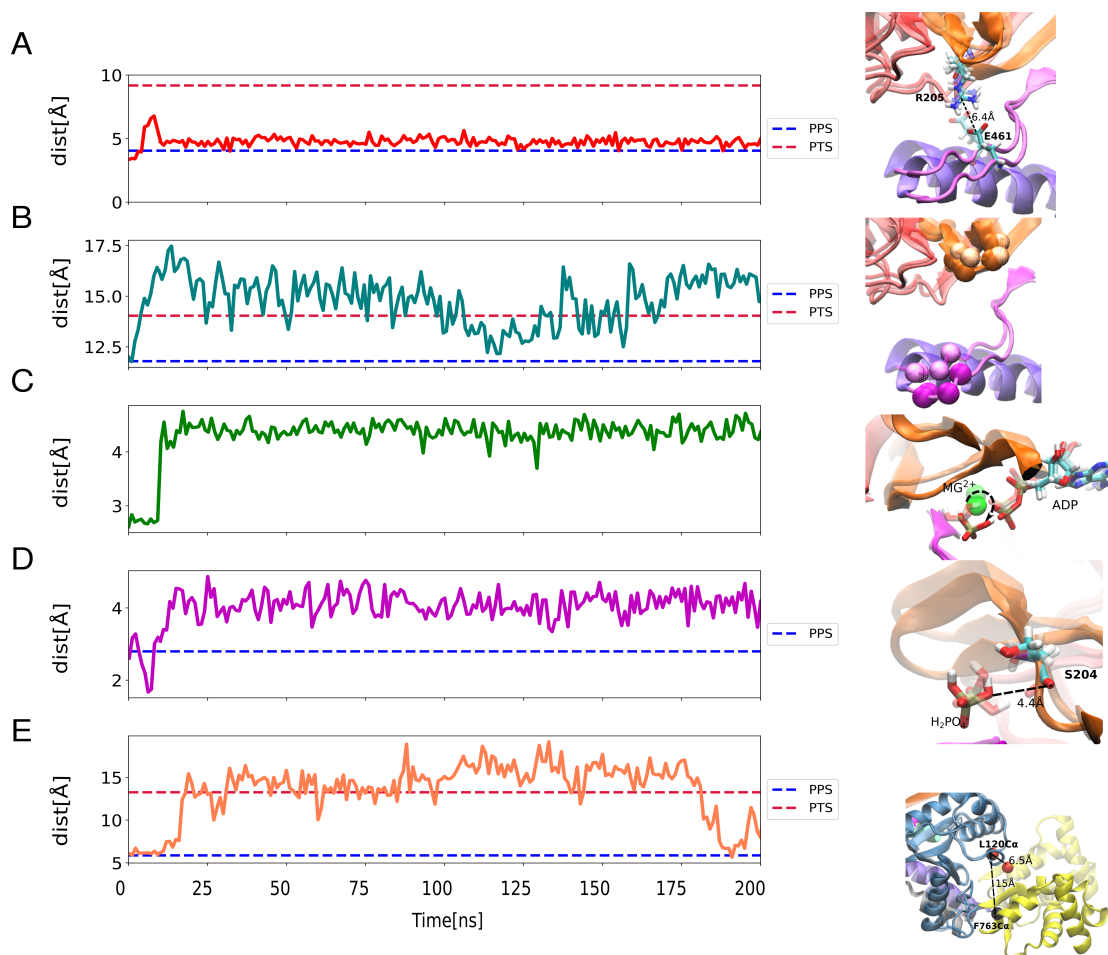 A
dist[Å]
10
5
0
PPS
PTS
R205
6.4Å
E461
B
dist[Å]
17.5
15.0
12.5
PPS
PTS
C
dist[Å]
4
3
MG2+
ADP
D
dist[Å]
4
2
PPS
S204
4.4Å
H2PO4
E
dist[Å]
15
10
5
PPS
PTS
L120Cα
6.5Å
15Å
F763Cα
0 25 50 75 100 125 150 175 200
Time[ns]